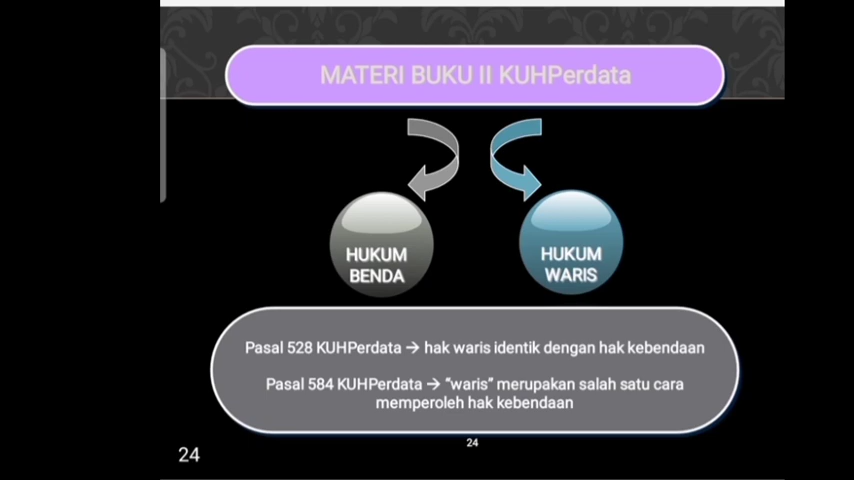 MATERI BUKU II KUHPerdata
HUKUM
BENDA
HUKUM
WARIS
Pasal 528 KUHPerdata → hak waris identik dengan hak kebendaan
Pasal 584 KUHPerdata → “waris” merupakan salah satu cara
memperoleh hak kebendaan
24
24